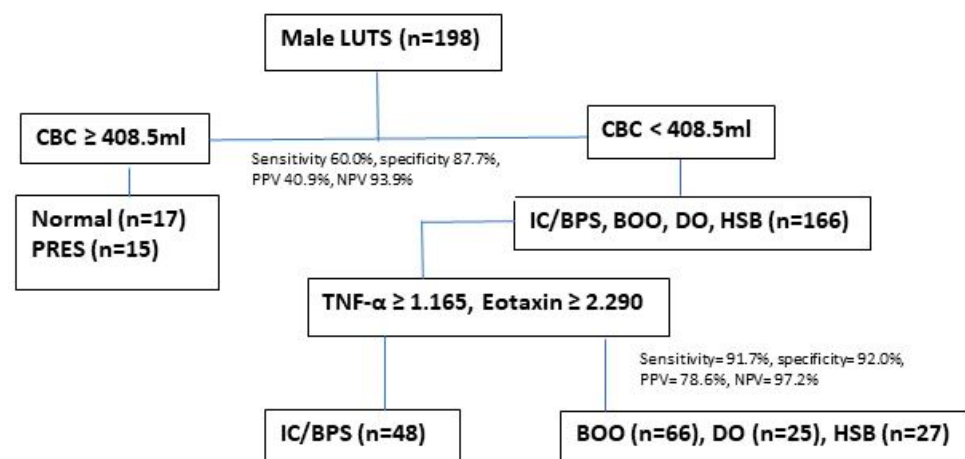 Male LUTS (n=198)
CBC ≥ 408.5ml
CBC < 408.5ml
Sensitivity 60.0%, specificity 87.7%,
PPV 40.9%, NPV 93.9%
Normal (n=17)
PRES (n=15)
IC/BPS, BOO, DO, HSB (n=166)
TNF-α ≥ 1.165, Eotaxin ≥ 2.290
Sensitivity= 91.7%, specificity= 92.0%,
PPV= 78.6%, NPV= 97.2%
IC/BPS (n=48)
BOO (n=66), DO (n=25), HSB (n=27)